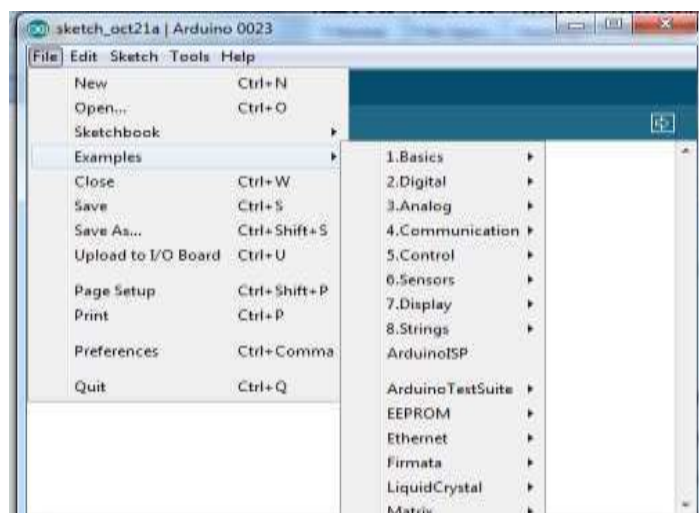 sketch_oct21a | Arduino 0023
File Edit Sketch Tools Help
New Ctrl+N
Open... Ctrl+O
Sketchbook
Examples
Close Ctrl+W
Save Ctrl+S
Save As... Ctrl+Shift+S
Upload to I/O Board Ctrl+U
Page Setup Ctrl+Shift+P
Print Ctrl+P
Preferences Ctrl+Comma
Quit Ctrl+Q
1.Basics
2.Digital
3.Analog
4.Communication
5.Control
6.Sensors
7.Display
8.Strings
ArduinoISP
ArduinoTestSuite
EEPROM
Ethernet
Firmata
LiquidCrystal
Matrix